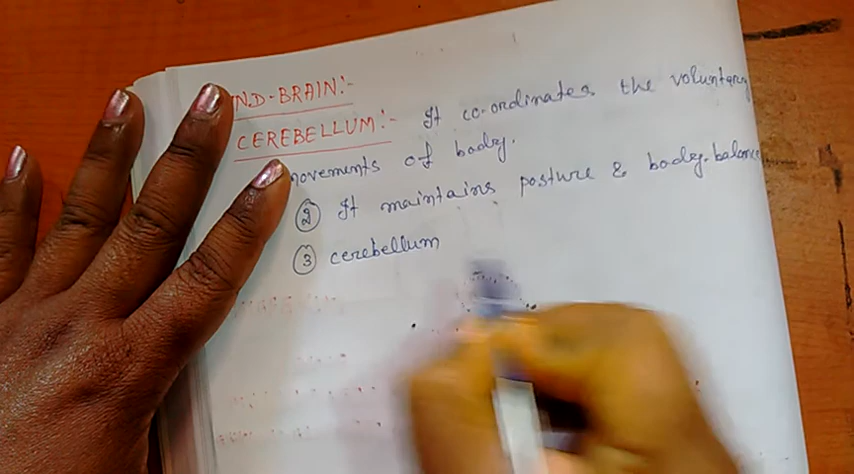 ND-BRAIN:-
CEREBELLUM:- It co-ordinates the voluntary
movements of body.
② It maintains posture & body-balance
③ cerebellum